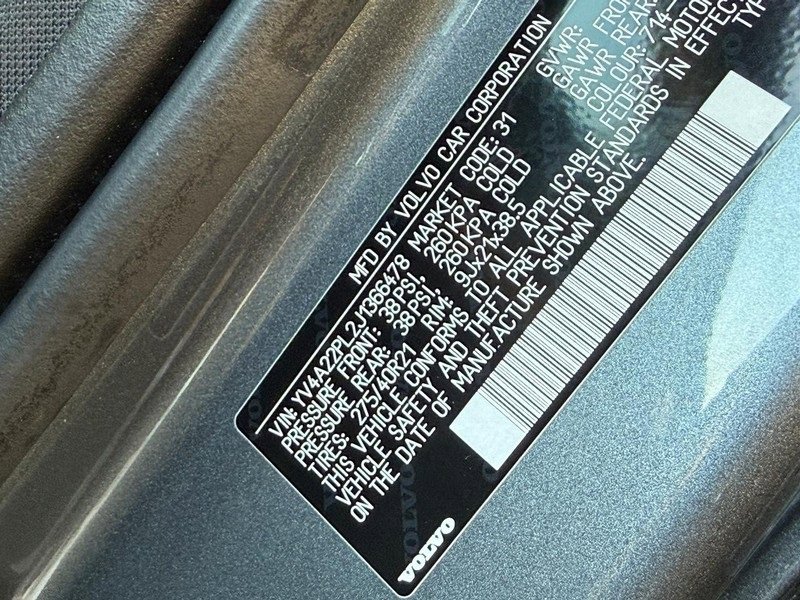 MFD BY VOLVO CAR CORPORATION
VIN: YV4A22PL2J1366478 MARKET CODE: 31
PRESSURE FRONT: 38PSI 260KPA COLD
PRESSURE REAR: 38PSI 260KPA COLD
TIRES: 275/40R21 RIM: 9Jx21x38.5
THIS VEHICLE CONFORMS TO ALL APPLICABLE FEDERAL MOTOR
VEHICLE SAFETY AND THEFT PREVENTION STANDARDS IN EFFECT
ON THE DATE OF MANUFACTURE SHOWN ABOVE.
GVWR:
GAWR FRO
GAWR REAR
COLOUR: 714-
TYP
VOLVO